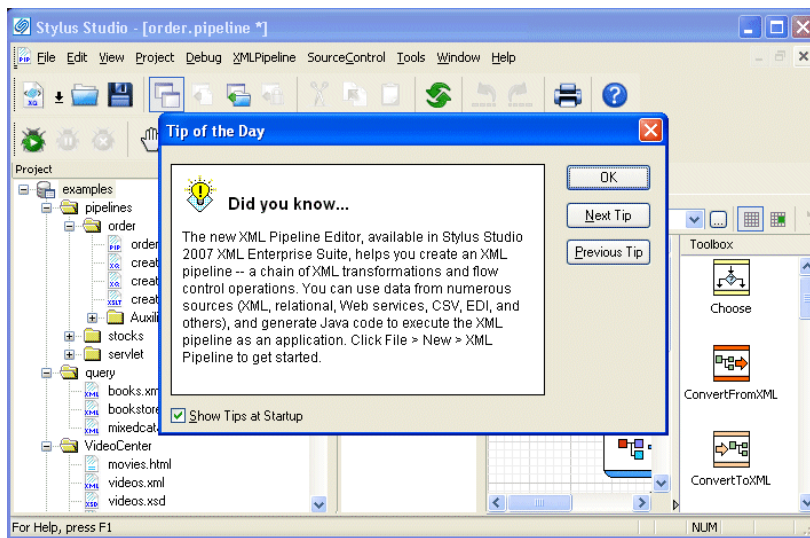 Stylus Studio - [order.pipeline *]
File Edit View Project Debug XMLPipeline SourceControl Tools Window Help
Tip of the Day
Project
examples
pipelines
order
order
creat
creat
creat
Auxili
stocks
servlet
query
books.xm
bookstore
mixedcat
VideoCenter
movies.html
videos.xml
videos.xsd
Did you know...
The new XML Pipeline Editor, available in Stylus Studio
2007 XML Enterprise Suite, helps you create an XML
pipeline -- a chain of XML transformations and flow
control operations. You can use data from numerous
sources (XML, relational, Web services, CSV, EDI, and
others), and generate Java code to execute the XML
pipeline as an application. Click File > New > XML
Pipeline to get started.
OK
Next Tip
Previous Tip
Show Tips at Startup
Toolbox
Choose
ConvertFromXML
ConvertToXML
For Help, press F1
NUM